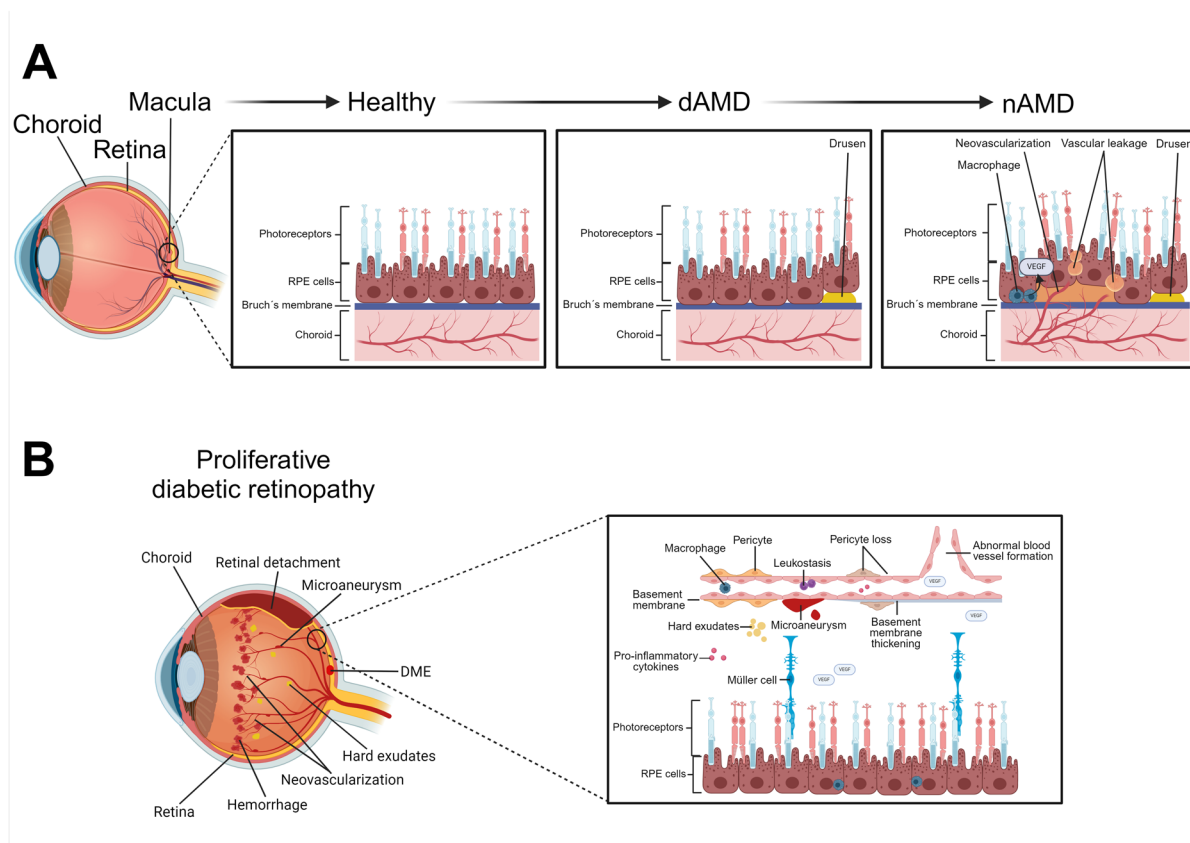 A
Macula
Healthy
dAMD
nAMD
Choroid
Retina
Photoreceptors
RPE cells
Bruch´s membrane
Choroid
Drusen
Photoreceptors
RPE cells
Bruch´s membrane
Choroid
Neovascularization
Vascular leakage
Drusen
Macrophage
Photoreceptors
VEGF
RPE cells
Bruch´s membrane
Choroid
B
Proliferative
diabetic retinopathy
Choroid
Retinal detachment
Microaneurysm
DME
Hard exudates
Neovascularization
Hemorrhage
Retina
Macrophage
Pericyte
Pericyte loss
Abnormal blood
vessel formation
Leukostasis
VEGF
Basement
membrane
VEGF
Hard exudates
Microaneurysm
Basement
membrane
thickening
Pro-inflammatory
cytokines
Müller cell
VEGF
VEGF
Photoreceptors
RPE cells